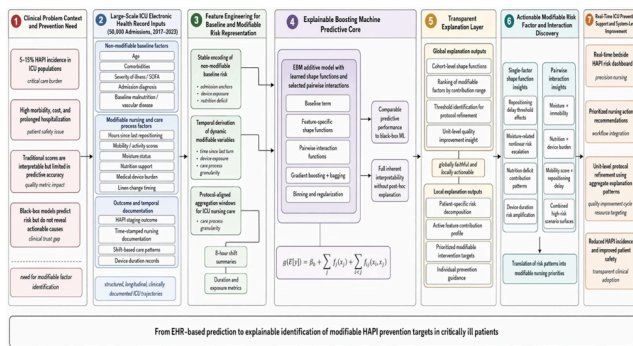 1 Clinical Problem Context and Prevention Need
5–15% HAPI incidence in ICU populations
critical care burden
High morbidity, cost, and prolonged hospitalization
patient safety issue
Traditional scores are interpretable but limited in predictive accuracy
quality metric impact
Black-box models predict risk but do not reveal actionable causes
clinical trust gap
need for modifiable factor identification
2 Large-Scale ICU Electronic Health Record Inputs (50,000 Admissions, 2017–2023)
Non-modifiable baseline factors
Age
Comorbidities
Severity of illness / SOFA
Admission diagnosis
Baseline malnutrition / vascular disease
Modifiable nursing and care process factors
Hours since last repositioning
Mobility / activity scores
Moisture status
Nutrition support
Medical device burden
Linen change timing
Outcome and temporal documentation
HAPI staging outcome
Time-stamped nursing documentation
Shift-based care patterns
Device duration records
structured, longitudinal, clinically documented ICU trajectories
3 Feature Engineering for Baseline and Modifiable Risk Representation
Stable encoding of non-modifiable baseline risk
• admission anchors
• device-exposure
• nutrition deficit
Temporal derivation of dynamic modifiable variables
• time since last turn
• device-exposure
• care process granularity
Protocol-aligned aggregation windows for ICU nursing care
• care process granularity
8-hour shift summaries
Duration and exposure metrics
4 Explainable Boosting Machine Predictive Core
EBM additive model with learned shape functions and selected pairwise interactions
Baseline term
Feature-specific shape functions
Pairwise interaction functions
Gradient boosting + bagging
Binning and regularization
Comparable predictive performance to black-box ML
Full inherent interpretability without post-hoc explanation
g(E[y]) = β₀ + ∑ⱼ fⱼ(xⱼ) + ∑ᵢ<ⱼ fᵢⱼ(xᵢ, xⱼ)
5 Transparent Explanation Layer
Global explanation outputs
Cohort-level shape functions
Ranking of modifiable factors by contribution range
Threshold identification for protocol refinement
Unit-level quality improvement insight
globally faithful and locally actionable
Local explanation outputs
Patient-specific risk decomposition
Active feature contribution profile
Prioritized modifiable intervention targets
Individual prevention guidance
6 Actionable Modifiable Risk Factor and Interaction Discovery
Single-factor shape function insights
Repositioning delay threshold effects
Moisture-related nonlinear risk escalation
Nutrition deficit contribution patterns
Device duration risk amplification
Pairwise interaction insights
Moisture + immobility
Nutrition + device burden
Mobility score × repositioning delay
Combined high-risk scenario surfaces
Translation of risk patterns into modifiable nursing priorities
7 Real-Time ICU Prevention Support and System-Level Improvement
Real-time bedside HAPI risk dashboard
precision nursing
Prioritized nursing action recommendations
workflow integration
Unit-level protocol refinement using aggregate explanation patterns
quality improvement cycle
resource targeting
Reduced HAPI incidence and improved patient safety
transparent clinical adoption
From EHR-based prediction to explainable identification of modifiable HAPI prevention targets in critically ill patients